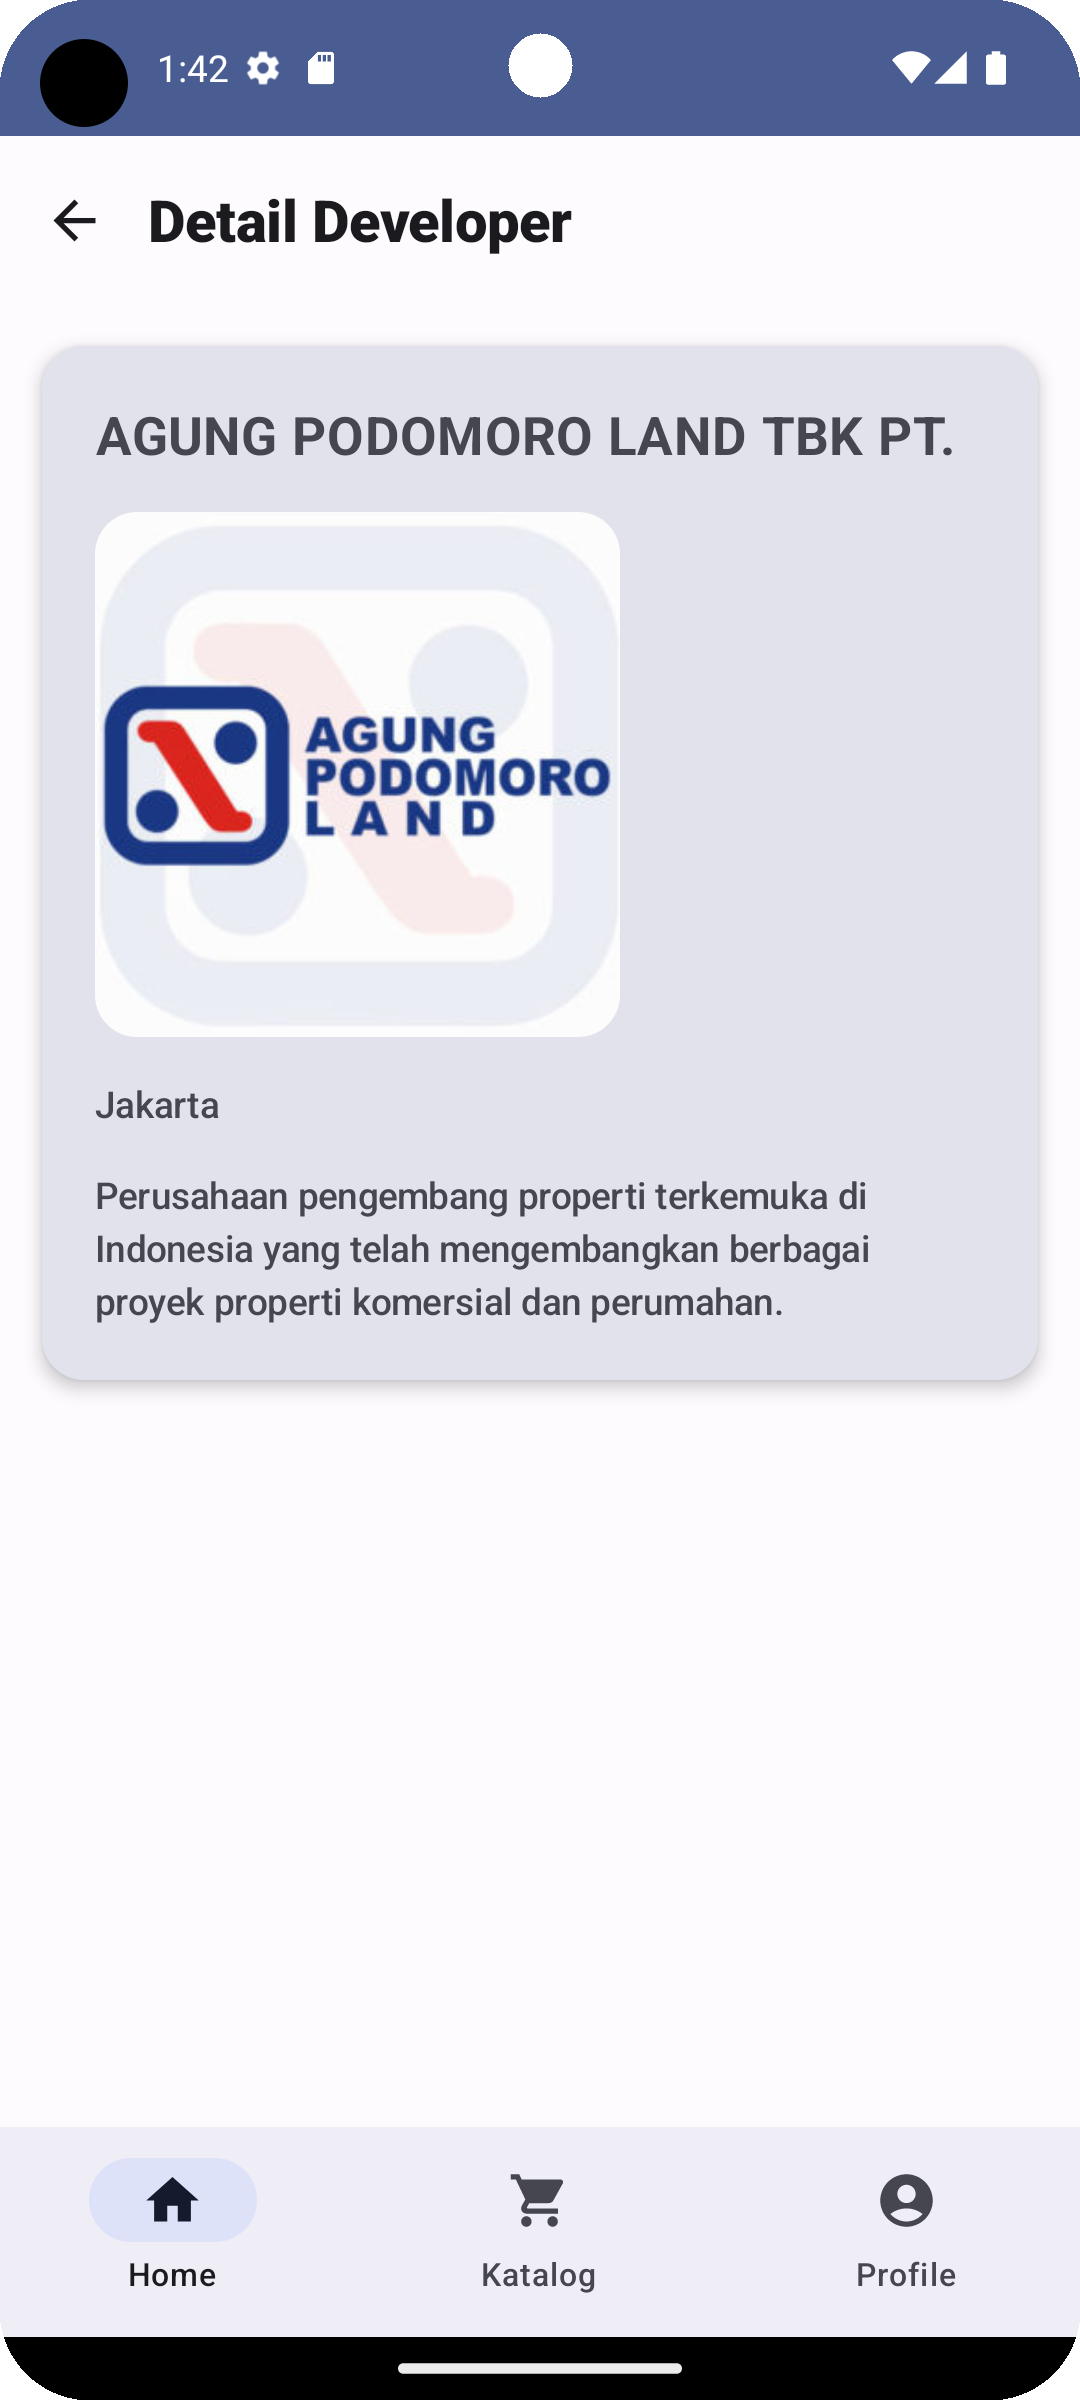 1:42
Detail Developer
AGUNG PODOMORO LAND TBK PT.
AGUNG
PODOMORO
LAND
Jakarta
Perusahaan pengembang properti terkemuka di
Indonesia yang telah mengembangkan berbagai
proyek properti komersial dan perumahan.
Home
Katalog
Profile